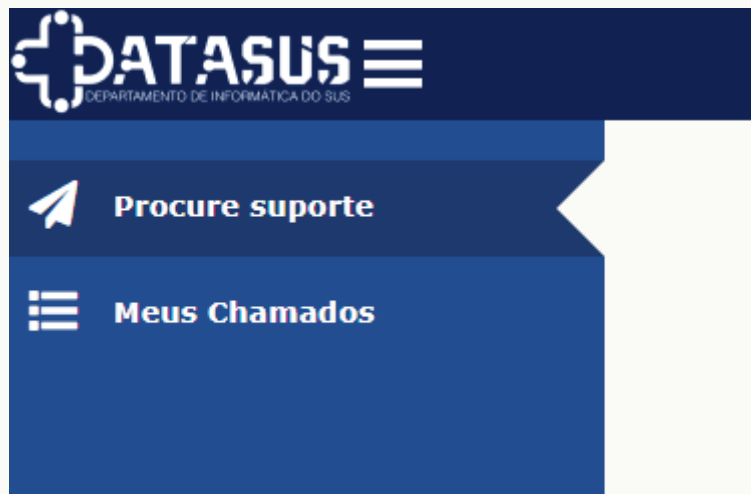 DATASUS
DEPARTAMENTO DE INFORMÁTICA DO SUS
Procure suporte
Meus Chamados